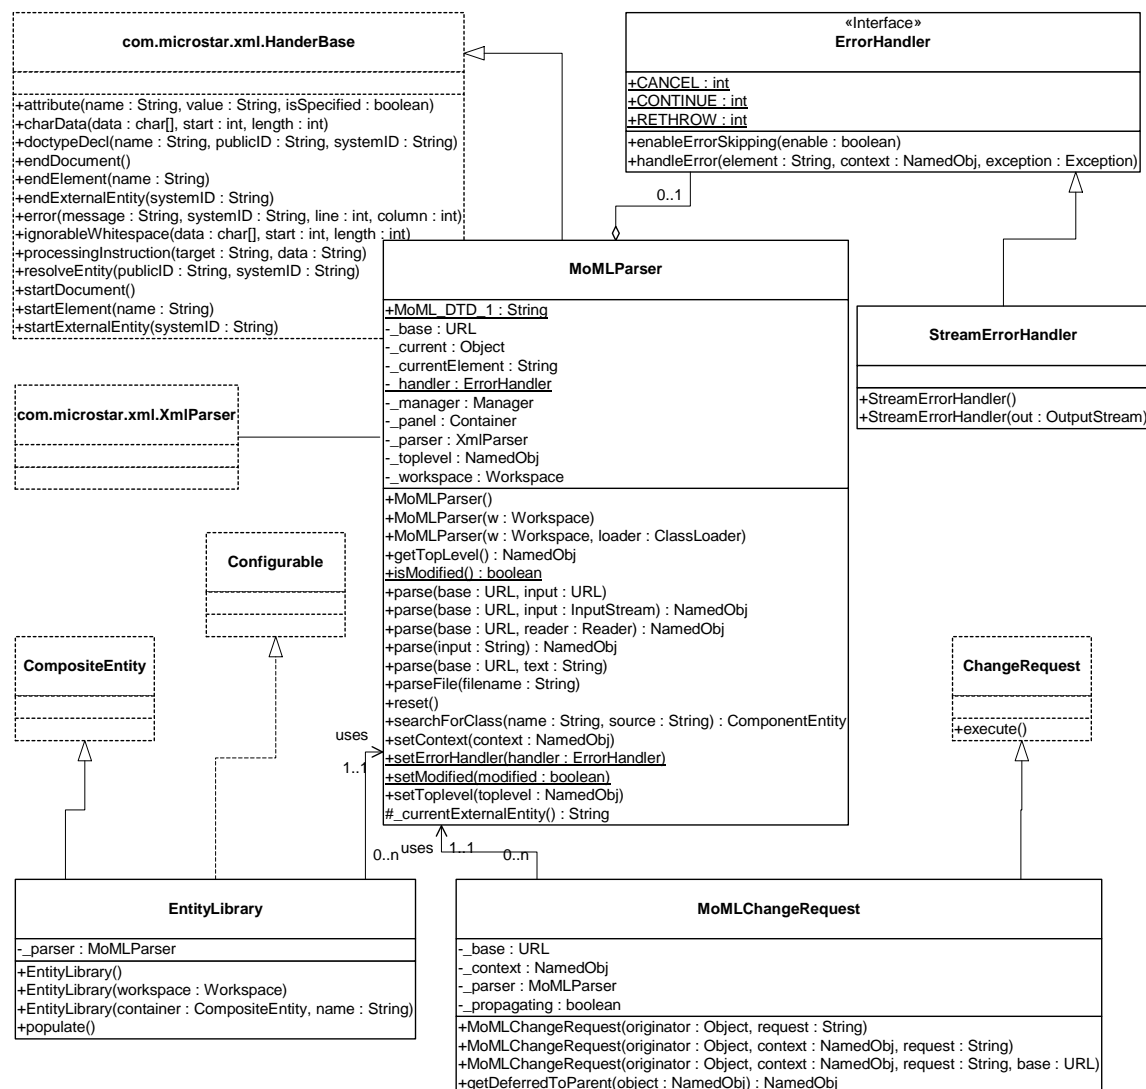 com.microstar.xml.HanderBase
+attribute(name : String, value : String, isSpecified : boolean)
+charData(data : char[], start : int, length : int)
+doctypeDecl(name : String, publicID : String, systemID : String)
+endDocument()
+endElement(name : String)
+endExternalEntity(systemID : String)
+error(message : String, systemID : String, line : int, column : int)
+ignorableWhitespace(data : char[], start : int, length : int)
+processingInstruction(target : String, data : String)
+resolveEntity(publicID : String, systemID : String)
+startDocument()
+startElement(name : String)
+startExternalEntity(systemID : String)
«Interface»
ErrorHandler
+CANCEL : int
+CONTINUE : int
+RETHROW : int
+enableErrorSkipping(enable : boolean)
+handleError(element : String, context : NamedObj, exception : Exception)
0..1
MoMLParser
+MoML_DTD_1 : String
-_base : URL
-_current : Object
-_currentElement : String
-_handler : ErrorHandler
-_manager : Manager
-_panel : Container
-_parser : XmlParser
-_toplevel : NamedObj
-_workspace : Workspace
+MoMLParser()
+MoMLParser(w : Workspace)
+MoMLParser(w : Workspace, loader : ClassLoader)
+getTopLevel() : NamedObj
+isModified() : boolean
+parse(base : URL, input : URL)
+parse(base : URL, input : InputStream) : NamedObj
+parse(base : URL, reader : Reader) : NamedObj
+parse(input : String) : NamedObj
+parse(base : URL, text : String)
+parseFile(filename : String)
+reset()
+searchForClass(name : String, source : String) : ComponentEntity
+setContext(context : NamedObj)
+setErrorHandler(handler : ErrorHandler)
+setModified(modified : boolean)
+setToplevel(toplevel : NamedObj)
#_currentExternalEntity() : String
StreamErrorHandler
+StreamErrorHandler()
+StreamErrorHandler(out : OutputStream)
com.microstar.xml.XmlParser
Configurable
CompositeEntity
ChangeRequest
+execute()
uses
1..1
0..n
uses
1..1
0..n
EntityLibrary
-_parser : MoMLParser
+EntityLibrary()
+EntityLibrary(workspace : Workspace)
+EntityLibrary(container : CompositeEntity, name : String)
+populate()
MoMLChangeRequest
-_base : URL
-_context : NamedObj
-_parser : MoMLParser
-_propagating : boolean
+MoMLChangeRequest(originator : Object, request : String)
+MoMLChangeRequest(originator : Object, context : NamedObj, request : String)
+MoMLChangeRequest(originator : Object, context : NamedObj, request : String, base : URL)
+getDeferredToParent(object : NamedObj) : NamedObj